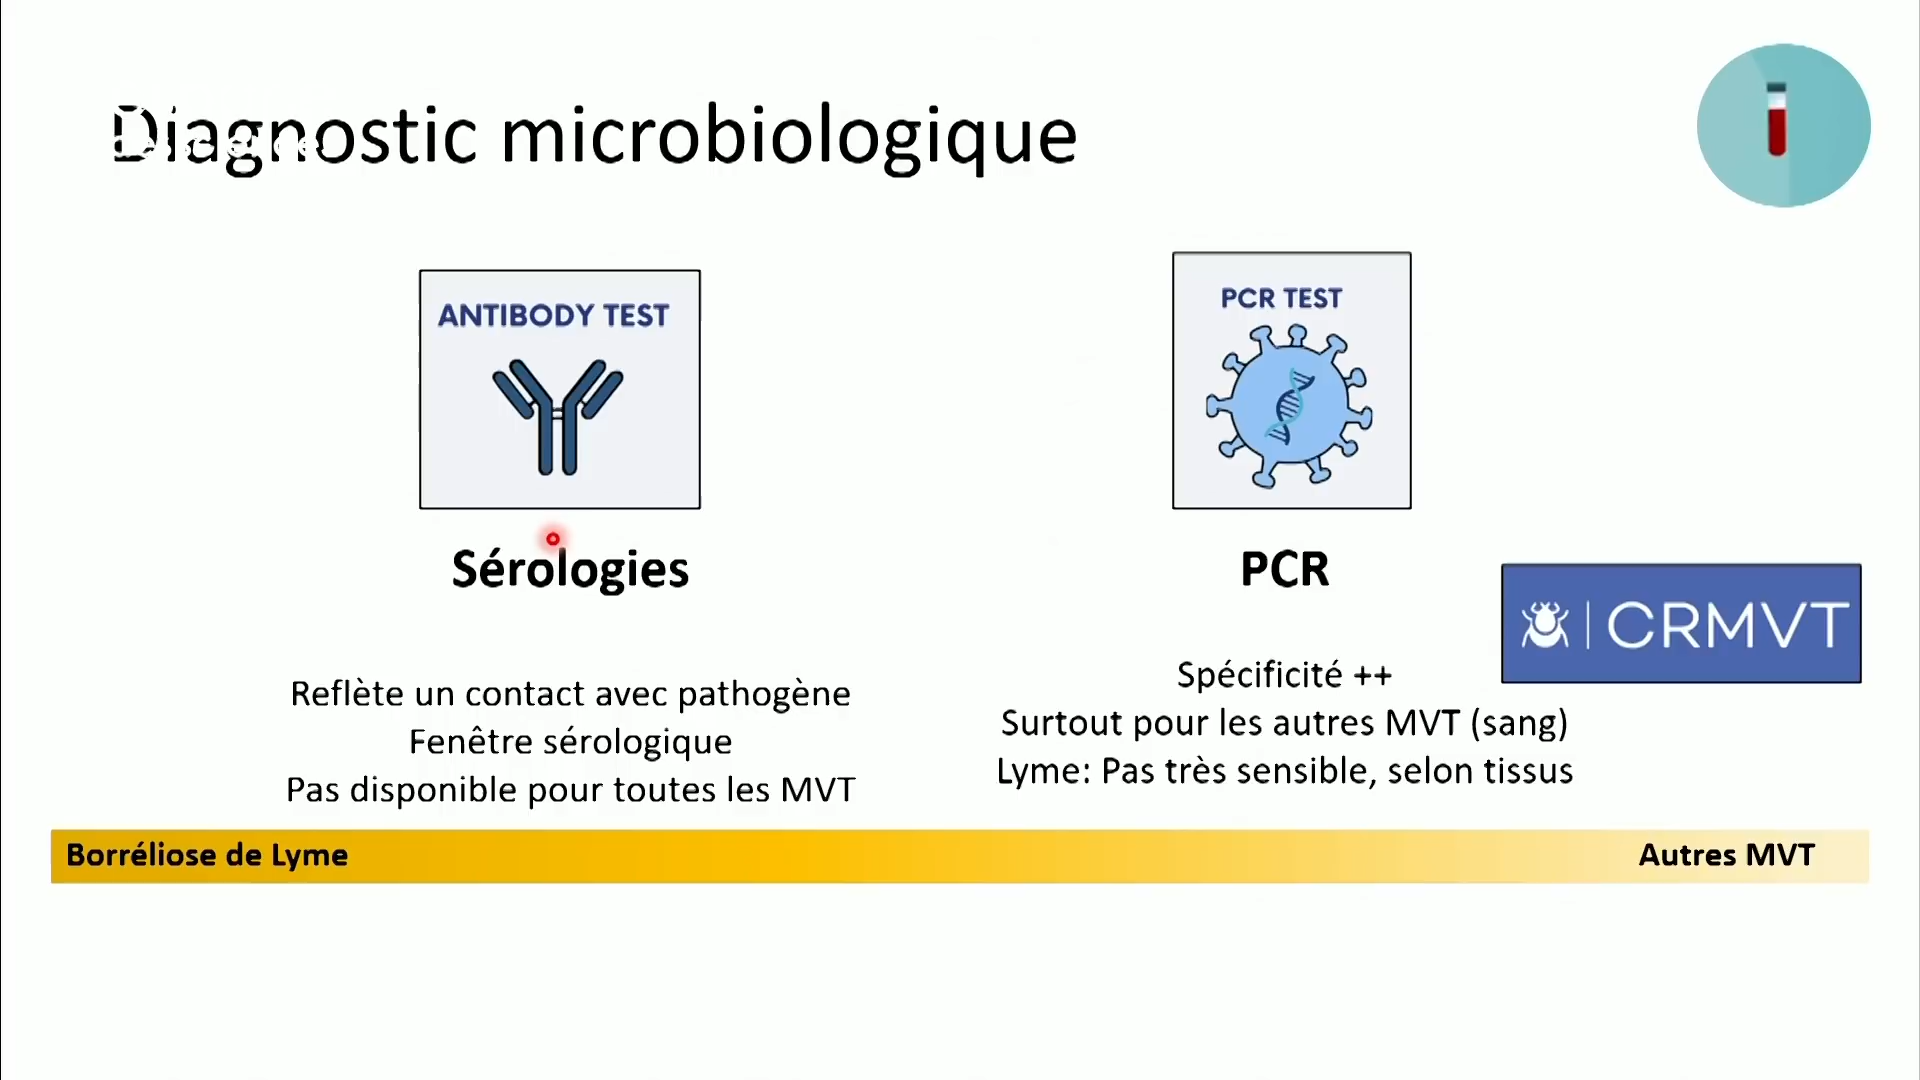 Diagnostic microbiologique
ANTIBODY TEST
Sérologies
Reflète un contact avec pathogène
Fenêtre sérologique
Pas disponible pour toutes les MVT
PCR TEST
PCR
Spécificité ++
Surtout pour les autres MVT (sang)
Lyme: Pas très sensible, selon tissus
CRMVT
Borréliose de Lyme
Autres MVT